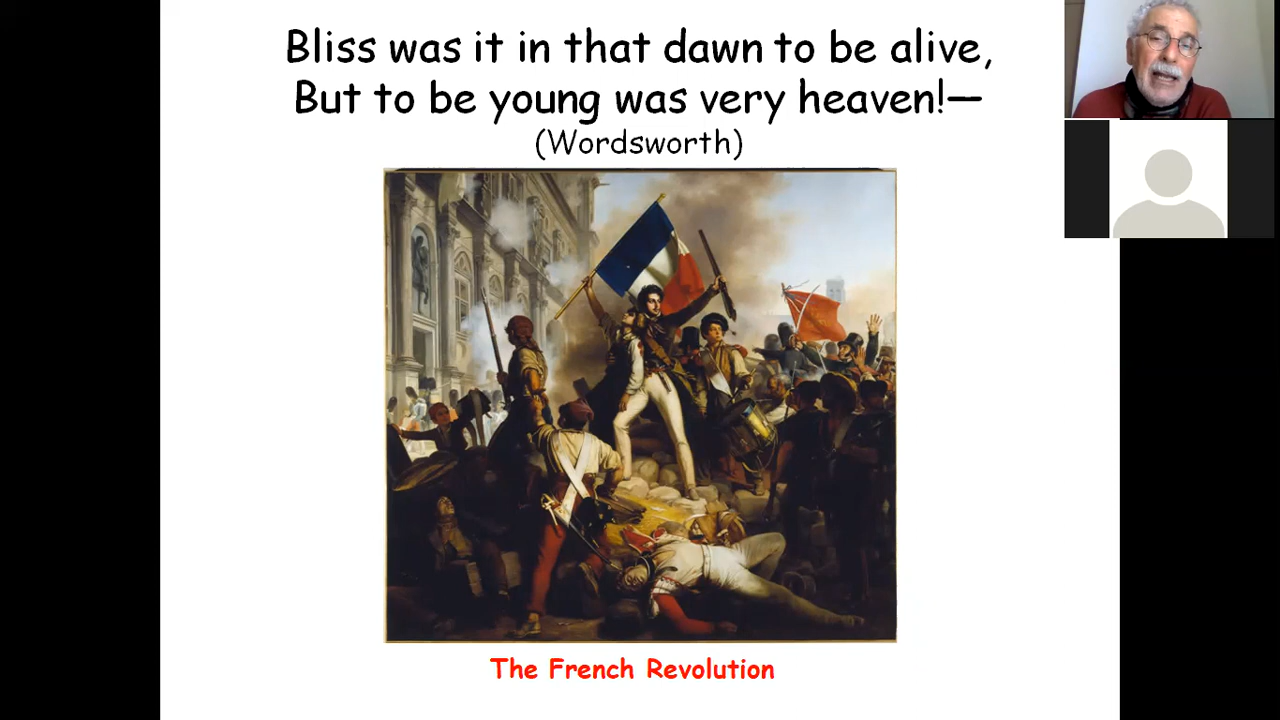 Bliss was it in that dawn to be alive,
But to be young was very heaven!—
(Wordsworth)
The French Revolution